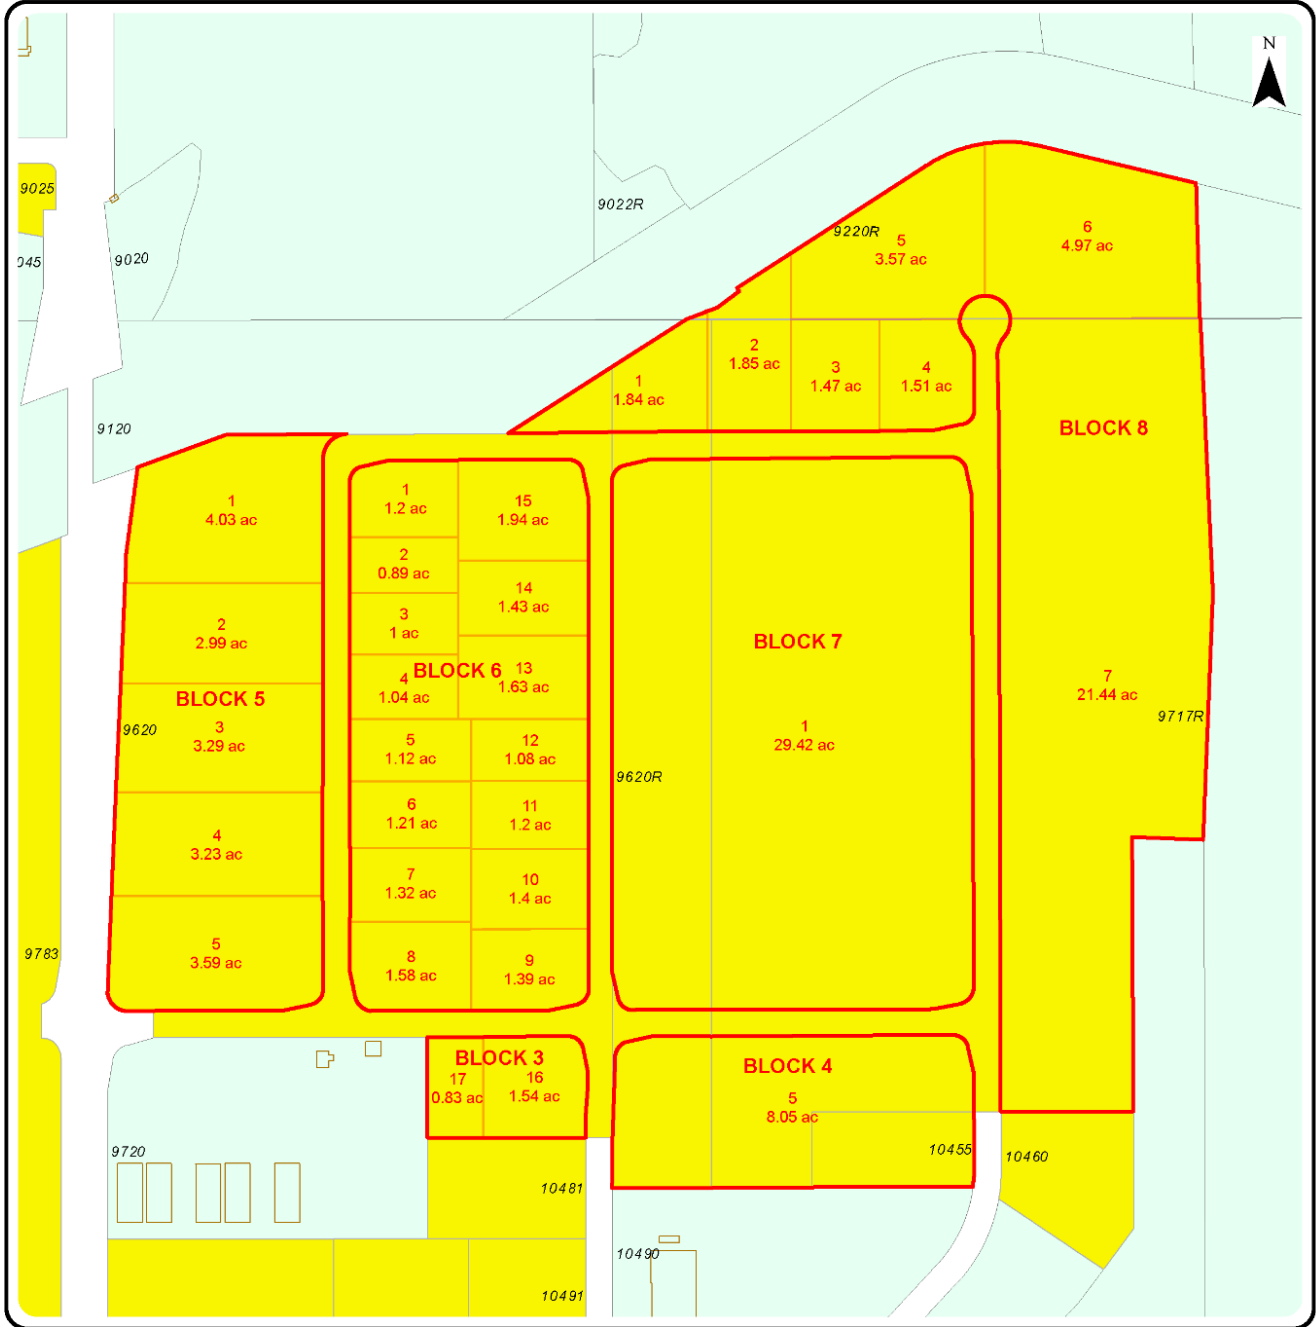 N
9025
9022R
9220R
5
3.57 ac
6
4.97 ac
045
9020
2
1.85 ac
3
1.47 ac
4
1.51 ac
1
1.84 ac
9120
BLOCK 8
1
4.03 ac
1
1.2 ac
15
1.94 ac
2
0.89 ac
14
1.43 ac
2
2.99 ac
3
1 ac
BLOCK 7
BLOCK 6
13
1.63 ac
4
1.04 ac
7
21.44 ac
BLOCK 5
9717R
9620
3
3.29 ac
5
1.12 ac
12
1.08 ac
1
29.42 ac
9620R
6
1.21 ac
11
1.2 ac
4
3.23 ac
7
1.32 ac
10
1.4 ac
5
3.59 ac
9783
8
1.58 ac
9
1.39 ac
BLOCK 3
17
0.83 ac
16
1.54 ac
BLOCK 4
5
8.05 ac
9720
10455
10460
10481
10490
10491